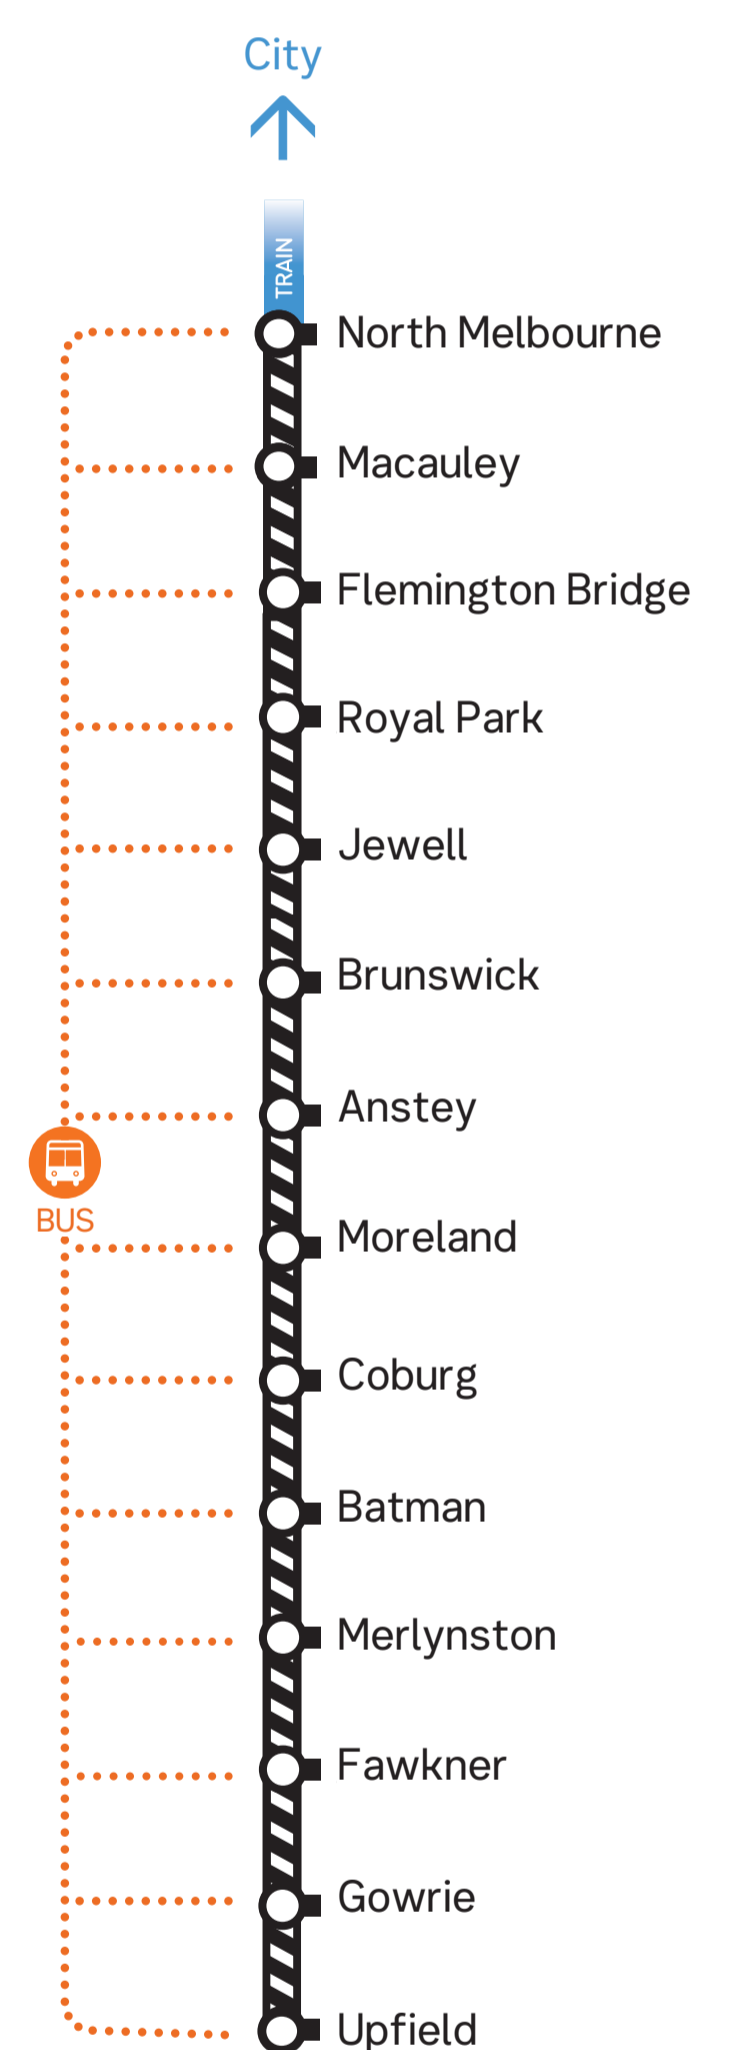 City
TRAIN
North Melbourne
Macauley
Flemington Bridge
Royal Park
Jewell
Brunswick
Anstey
BUS
Moreland
Coburg
Batman
Merlynston
Fawkner
Gowrie
Upfield